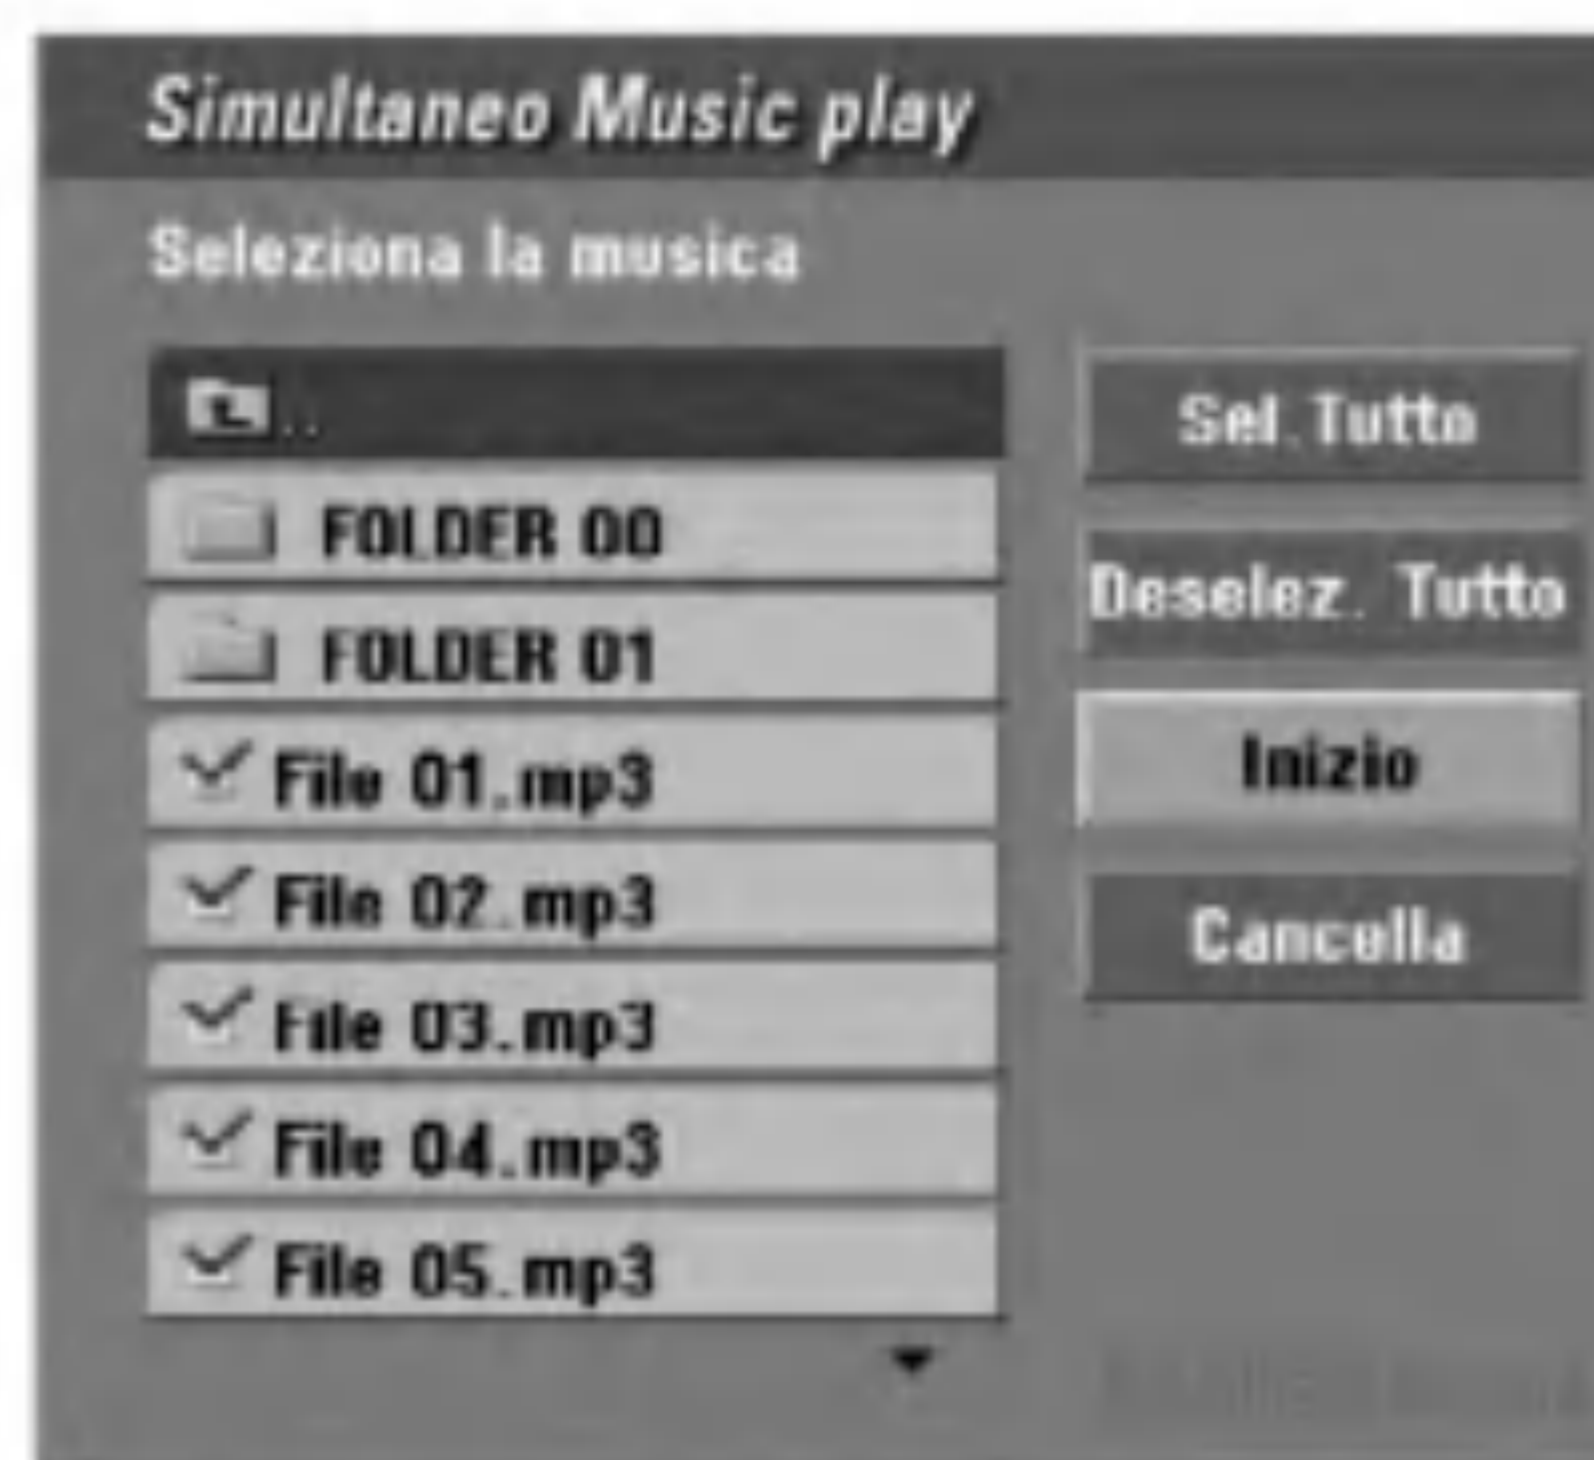 Simultaneo Music play
Seleziona la musica
..
FOLDER 00
FOLDER 01
File 01.mp3
File 02.mp3
File 03.mp3
File 04.mp3
File 05.mp3
Sel.Tutto
Deselez. Tutto
Inizio
Cancella